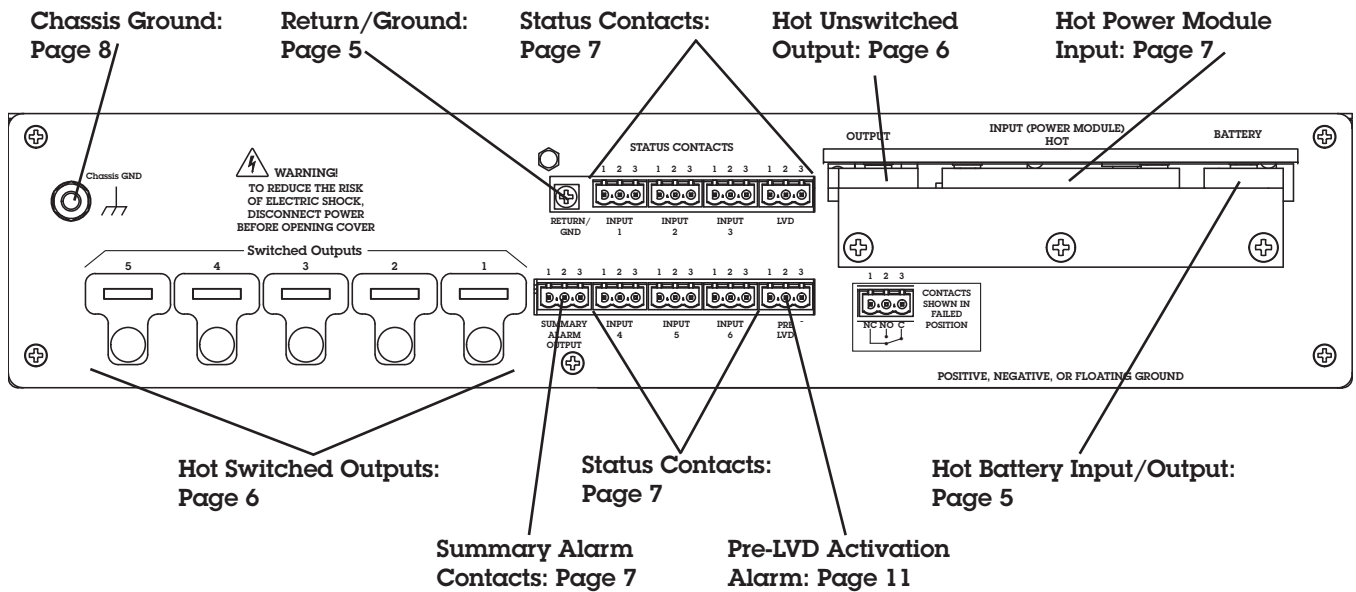 Chassis Ground:
Page 8
Return/Ground:
Page 5
Status Contacts:
Page 7
Hot Unswitched
Output: Page 6
Hot Power Module
Input: Page 7
Chassis GND
WARNING!
TO REDUCE THE RISK
OF ELECTRIC SHOCK,
DISCONNECT POWER
BEFORE OPENING COVER
STATUS CONTACTS
1 2 3 1 2 3 1 2 3 1 2 3
RETURN/
GND
INPUT
1
INPUT
2
INPUT
3
LVD
OUTPUT
INPUT (POWER MODULE)
HOT
BATTERY
Switched Outputs
5 4 3 2 1
1 2 3 1 2 3 1 2 3 1 2 3 1 2 3
SUMMARY
ALARM
OUTPUT
INPUT
4
INPUT
5
INPUT
6
PRE-
LVD
1 2 3
NC NO C
CONTACTS
SHOWN IN
FAILED
POSITION
POSITIVE, NEGATIVE, OR FLOATING GROUND
Hot Switched Outputs:
Page 6
Status Contacts:
Page 7
Hot Battery Input/Output:
Page 5
Summary Alarm
Contacts: Page 7
Pre-LVD Activation
Alarm: Page 11